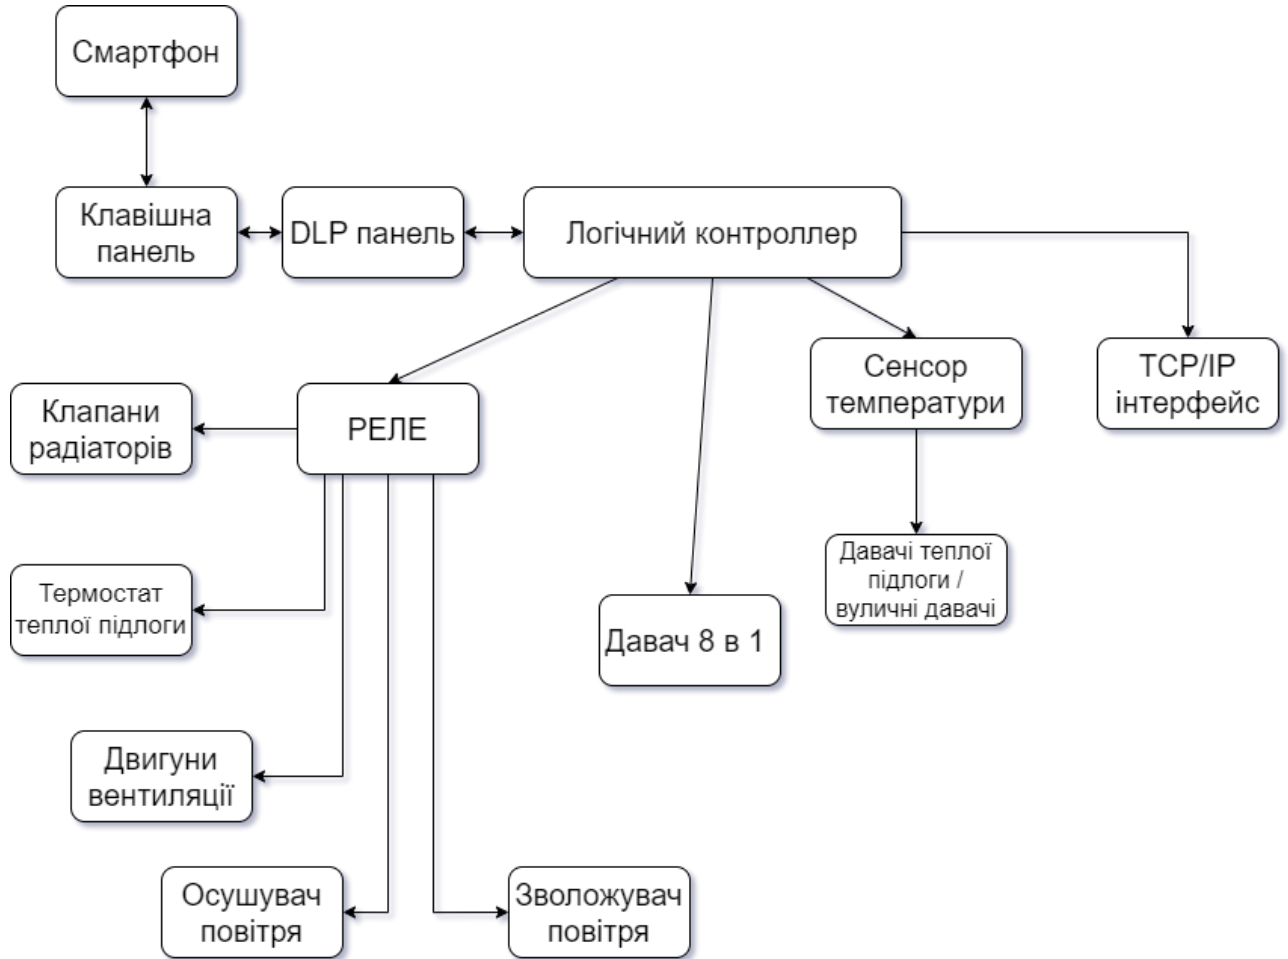 Смартфон
Клавішна
панель
DLP панель
Логічний контроллер
Сенсор
температури
TCP/IP
інтерфейс
Клапани
радіаторів
РЕЛЕ
Давачі теплої
підлоги /
вуличні давачі
Термостат
теплої підлоги
Давач 8 в 1
Двигуни
вентиляції
Осушувач
повітря
Зволожувач
повітря